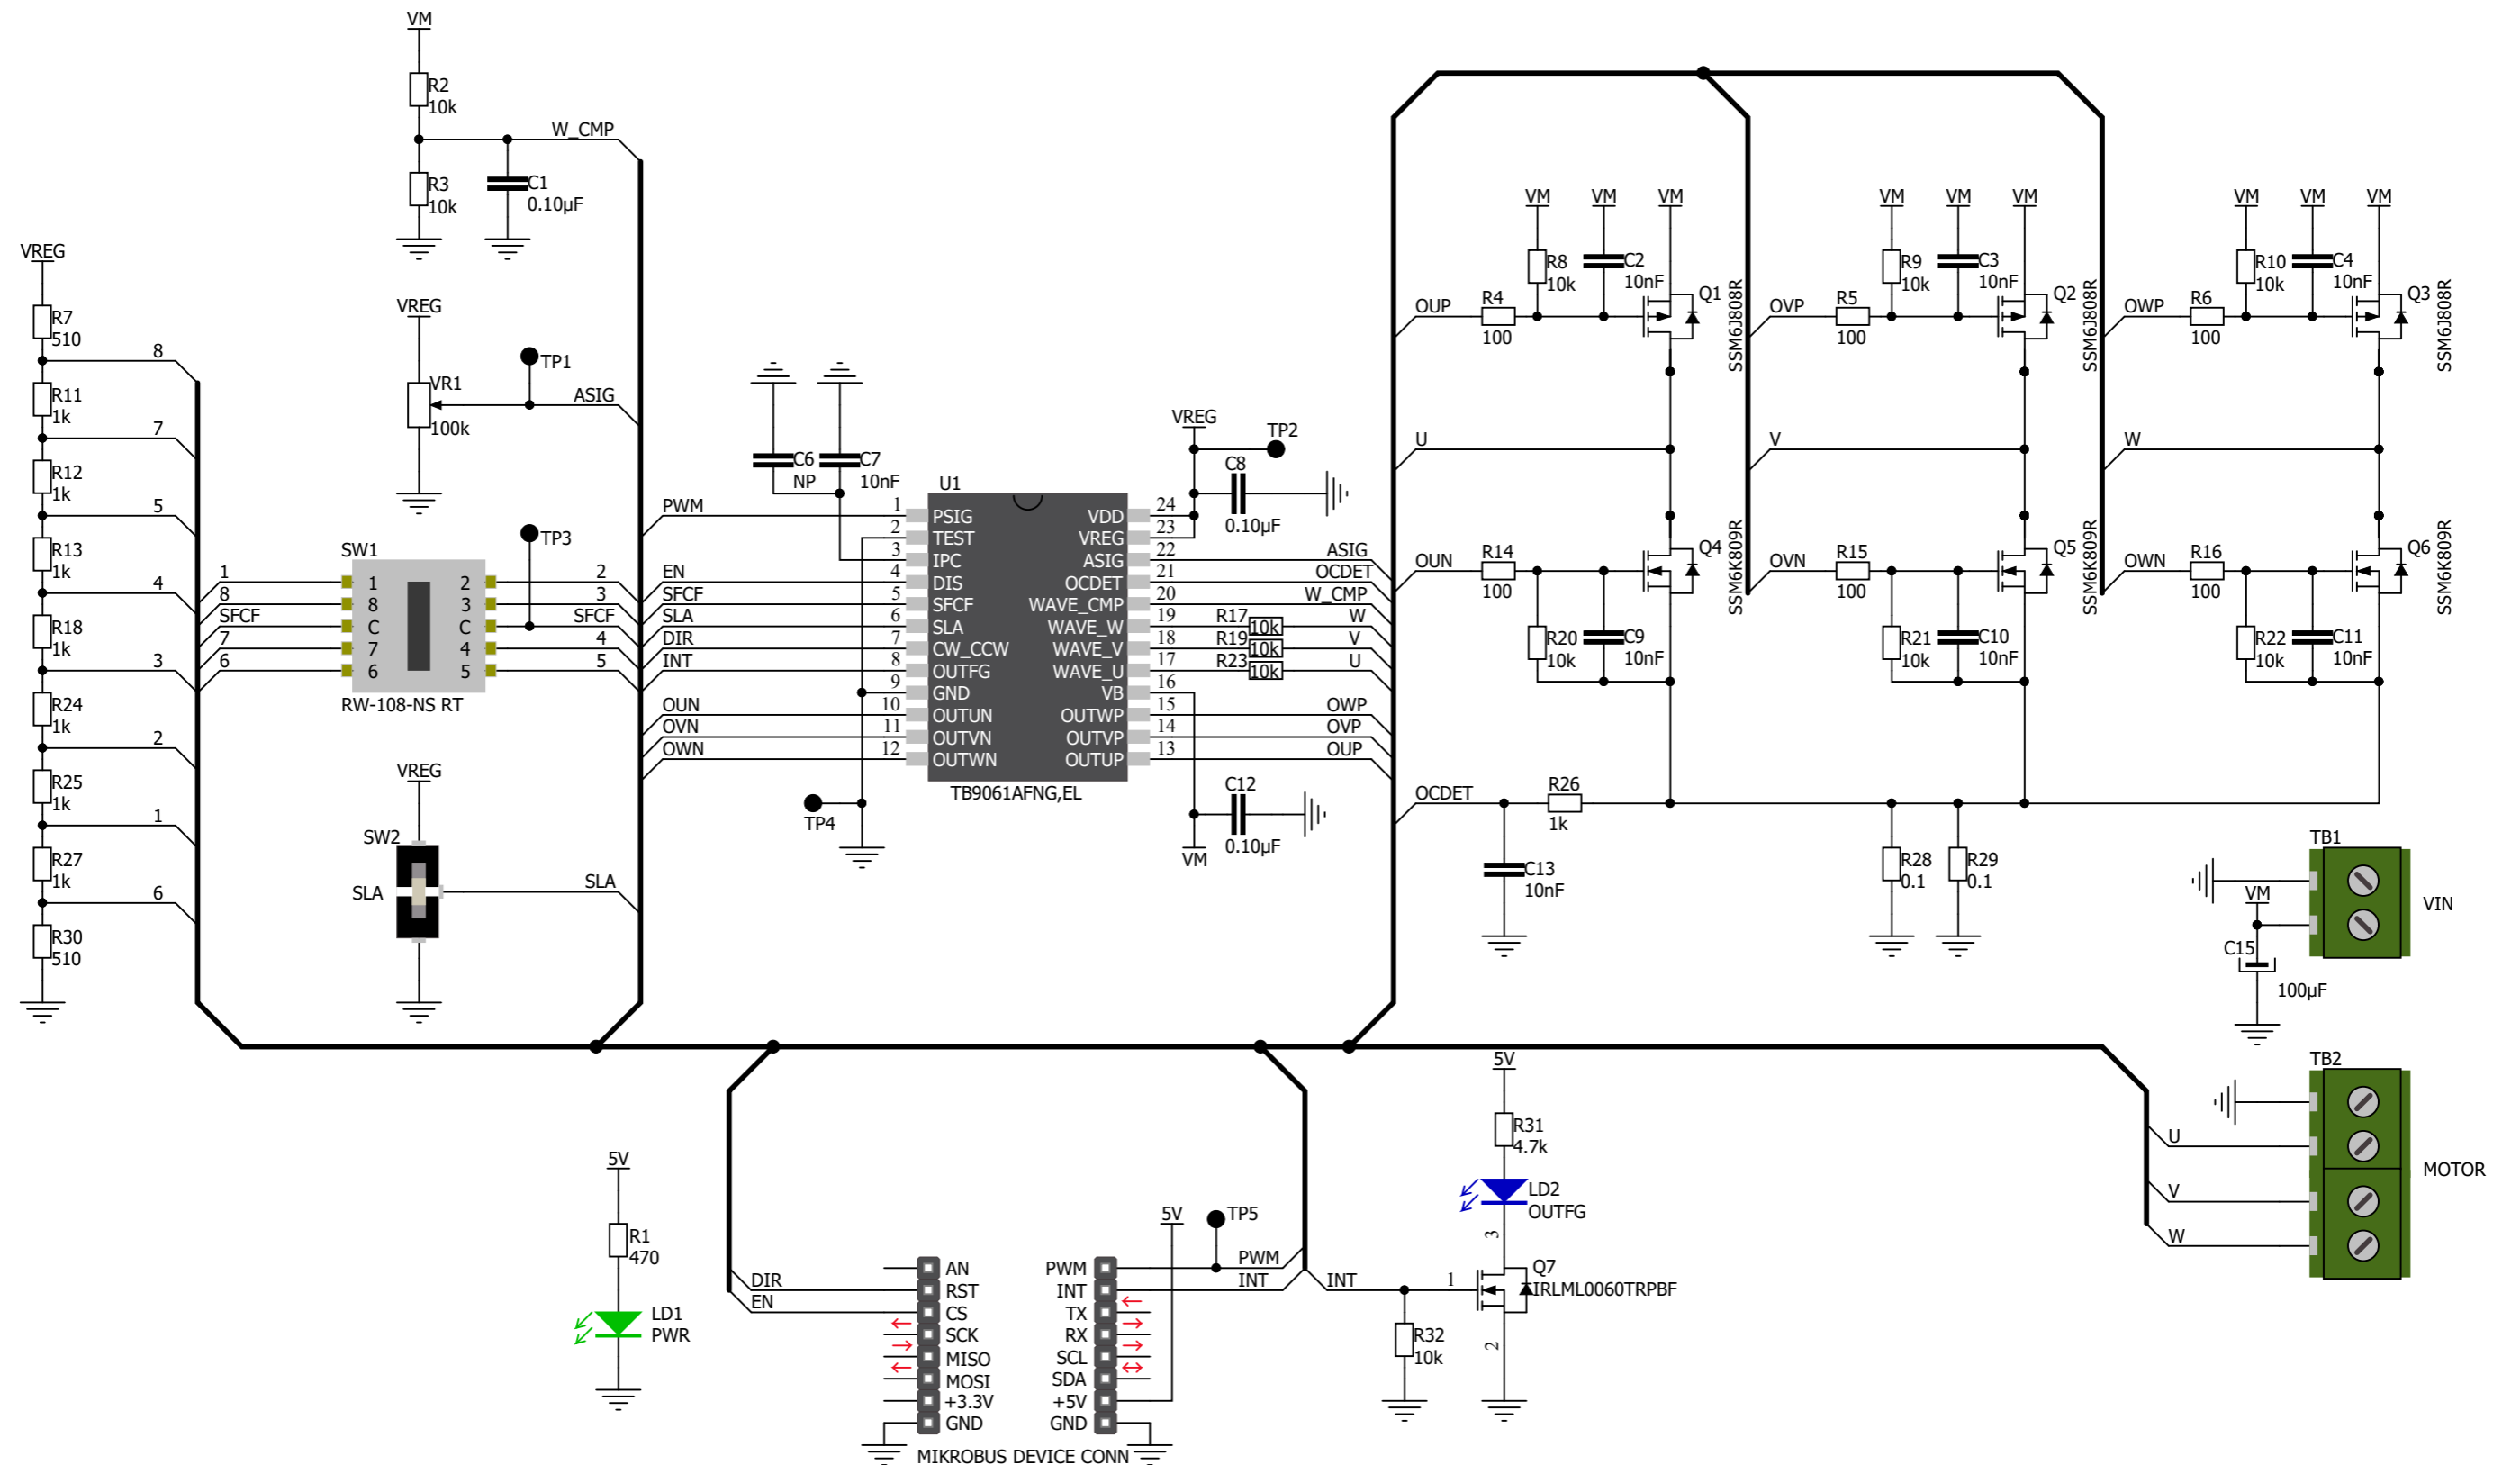 VM
R2
10k
W_CMP
R3
10k
C1
0.10µF
VREG
R7
510
8
R11
1k
7
R12
1k
5
R13
1k
4
R18
1k
3
R24
1k
2
R25
1k
1
R27
1k
6
R30
510
VREG
VR1
100k
TP1
ASIG
TP3
SW1
1
8
SFCF
7
6
1
8
C
7
6
2
3
C
4
5
2
3
SFCF
4
5
RW-108-NS RT
VREG
SW2
SLA
SLA
C6
NP
C7
10nF
PWM
EN
SFCF
SLA
DIR
INT
OUN
OVN
OWN
U1
1 PSIG
2 TEST
3 IPC
4 DIS
5 SFCF
6 SLA
7 CW_CCW
8 OUTFG
9 GND
10 OUTUN
11 OUTVN
12 OUTWN
VDD 24
VREG 23
ASIG 22
OCDET 21
WAVE_CMP 20
WAVE_W 19
WAVE_V 18
WAVE_U 17
VB 16
OUTWP 15
OUTVP 14
OUTUP 13
TB9061AFNG,EL
TP4
VREG
TP2
C8
0.10µF
ASIG
OCDET
W_CMP
R17 10k W
R19 10k V
R23 10k U
OWP
OVP
OUP
C12
0.10µF
VM
VM VM VM
R8
10k
C2
10nF
Q1
SSM6J808R
OUP
R4
100
U
OUN
R14
100
Q4
SSM6K809R
R20
10k
C9
10nF
VM VM VM
R9
10k
C3
10nF
Q2
SSM6J808R
OVP
R5
100
V
OVN
R15
100
Q5
SSM6K809R
R21
10k
C10
10nF
VM VM VM
R10
10k
C4
10nF
Q3
SSM6J808R
OWP
R6
100
W
OWN
R16
100
Q6
SSM6K809R
R22
10k
C11
10nF
OCDET
R26
1k
C13
10nF
R28
0.1
R29
0.1
TB1
VM
VIN
C15
100µF
TB2
U
V
W
MOTOR
5V
R1
470
LD1
PWR
DIR
EN
AN
RST
CS
SCK
MISO
MOSI
+3.3V
GND
PWM
INT
TX
RX
SCL
SDA
+5V
GND
MIKROBUS DEVICE CONN
5V
TP5
PWM
INT
INT
5V
R31
4.7k
LD2
OUTFG
3
1
Q7
IRLML0060TRPBF
2
R32
10k